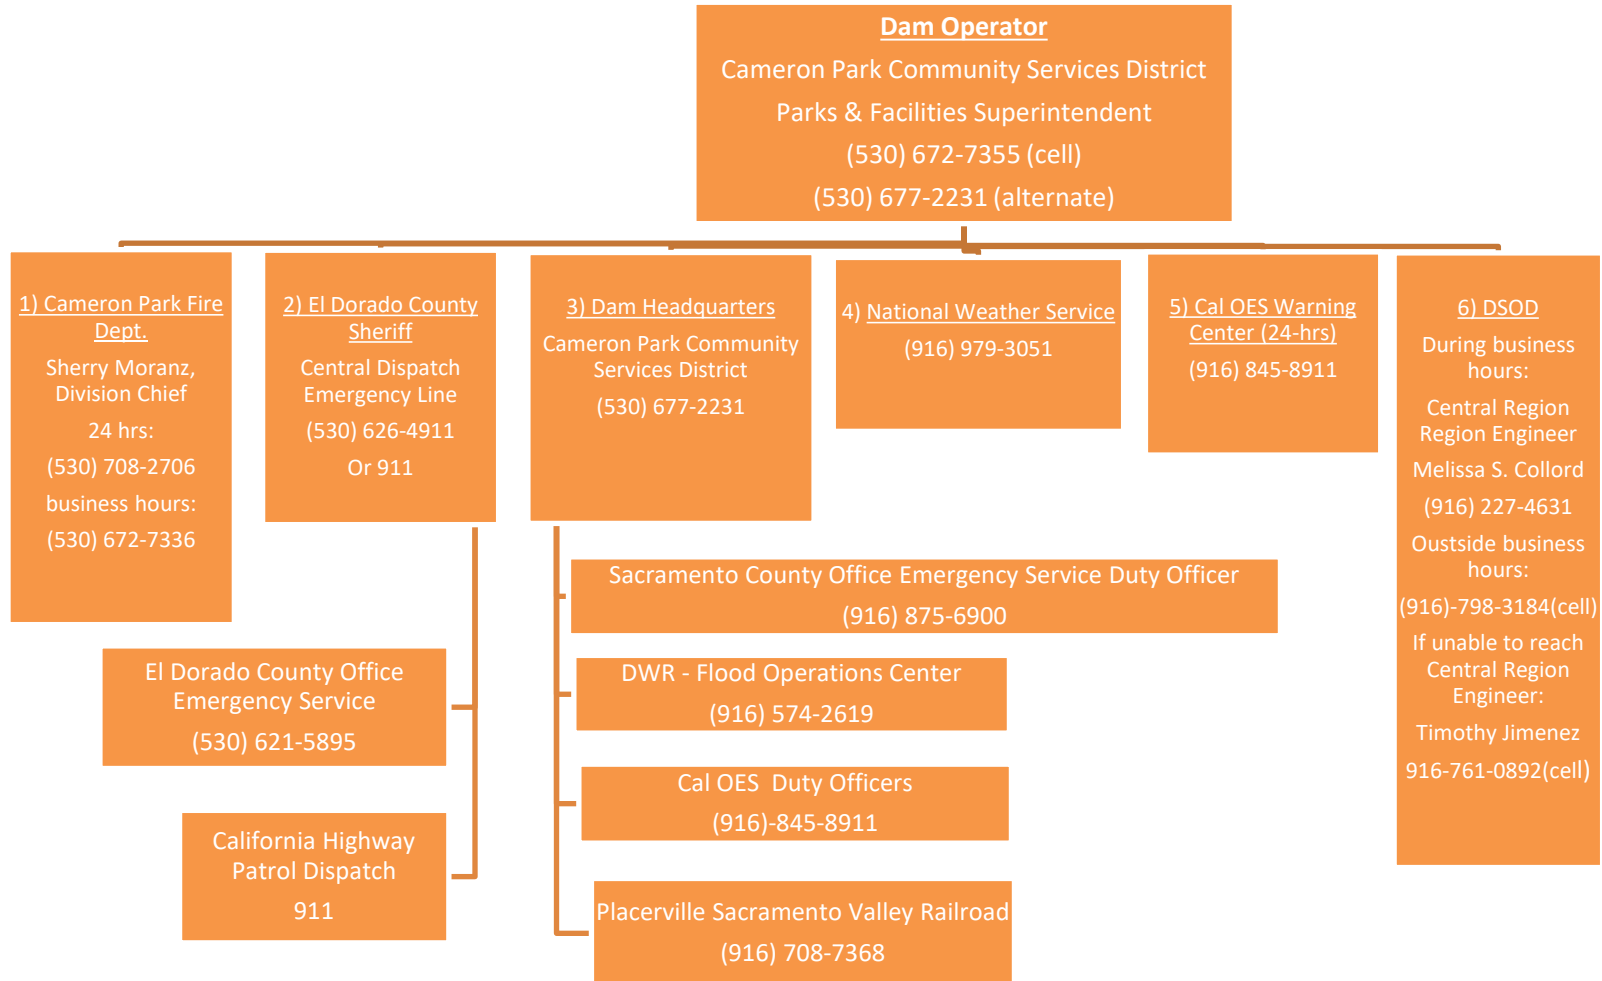 Dam Operator
Cameron Park Community Services District
Parks & Facilities Superintendent
(530) 672-7355 (cell)
(530) 677-2231 (alternate)
1) Cameron Park Fire
Dept.
Sherry Moranz,
Division Chief
24 hrs:
(530) 708-2706
business hours:
(530) 672-7336
2) El Dorado County
Sheriff
Central Dispatch
Emergency Line
(530) 626-4911
Or 911
3) Dam Headquarters
Cameron Park Community
Services District
(530) 677-2231
4) National Weather Service
(916) 979-3051
5) Cal OES Warning
Center (24-hrs)
(916) 845-8911
6) DSOD
During business
hours:
Central Region
Region Engineer
Melissa S. Collord
(916) 227-4631
Oustside business
hours:
(916)-798-3184(cell)
If unable to reach
Central Region
Engineer:
Timothy Jimenez
916-761-0892(cell)
El Dorado County Office
Emergency Service
(530) 621-5895
California Highway
Patrol Dispatch
911
Sacramento County Office Emergency Service Duty Officer
(916) 875-6900
DWR - Flood Operations Center
(916) 574-2619
Cal OES  Duty Officers
(916)-845-8911
Placerville Sacramento Valley Railroad
(916) 708-7368